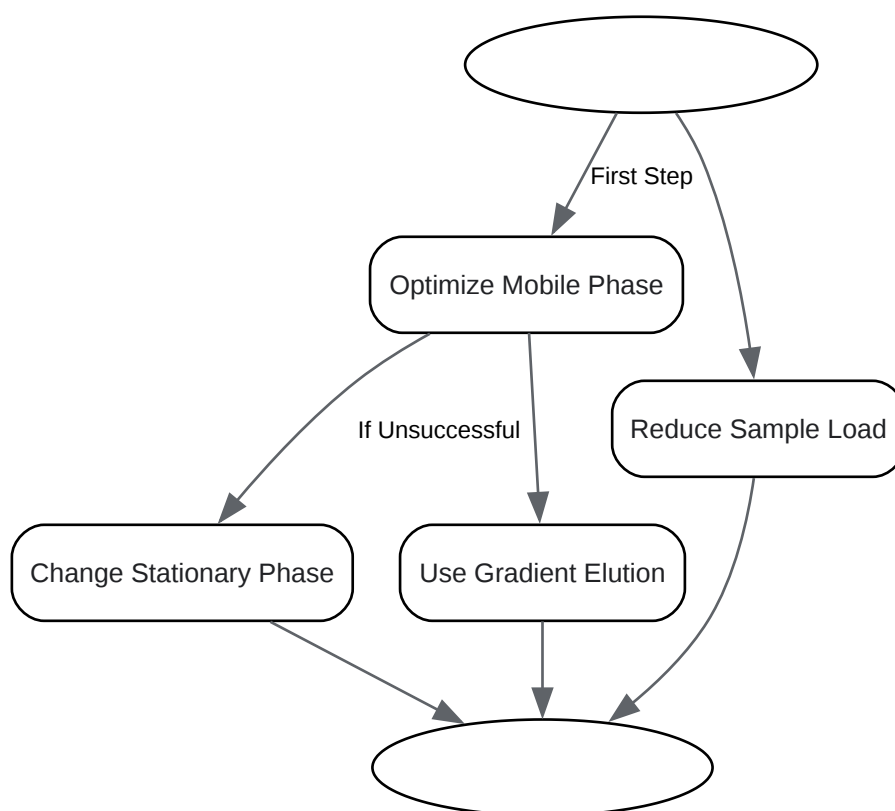 First Step
Optimize Mobile Phase
If Unsuccessful
Reduce Sample Load
Change Stationary Phase
Use Gradient Elution